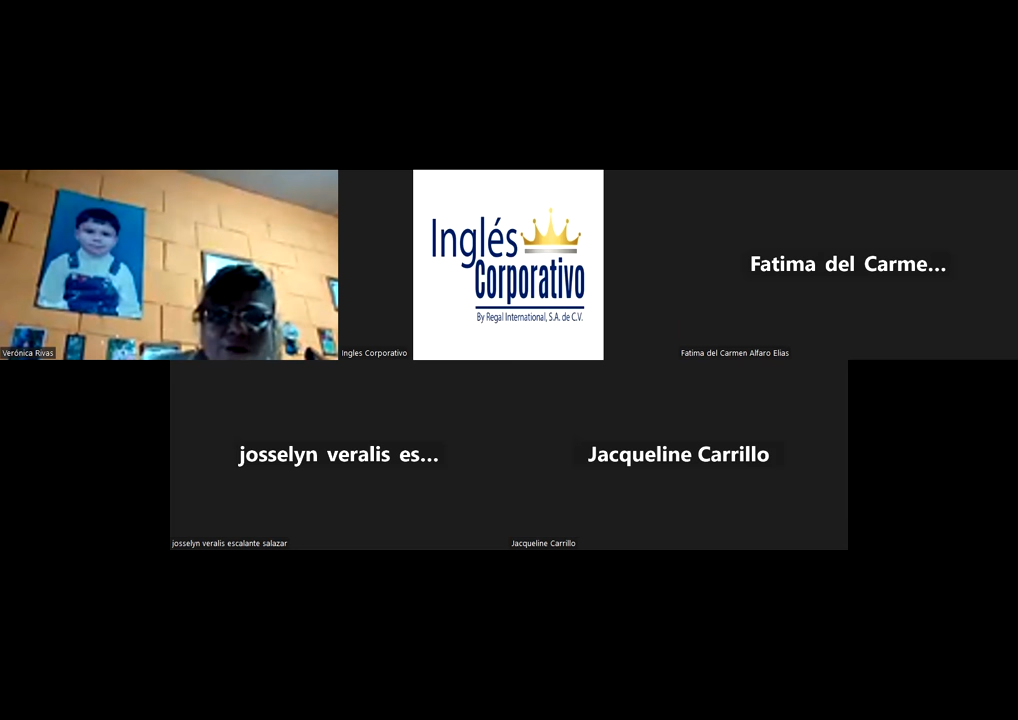 Inglés
Corporativo
By Regal International, S.A. de C.V.
Fatima del Carme...
Verónica Rivas
Ingles Corporativo
Fatima del Carmen Alfaro Elias
josselyn veralis es...
Jacqueline Carrillo
josselyn veralis escalante salazar
Jacqueline Carrillo